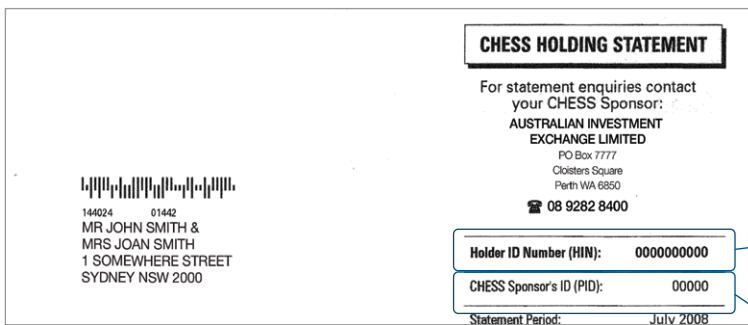 CHESS HOLDING STATEMENT
For statement enquiries contact
your CHESS Sponsor:
AUSTRALIAN INVESTMENT
EXCHANGE LIMITED
PO Box 7777
Cloisters Square
Perth WA 6850
☎ 08 9282 8400
144024 01442
MR JOHN SMITH &
MRS JOAN SMITH
1 SOMEWHERE STREET
SYDNEY NSW 2000
Holder ID Number (HIN): 0000000000
CHESS Sponsor's ID (PID): 00000
Statement Period: July 2008